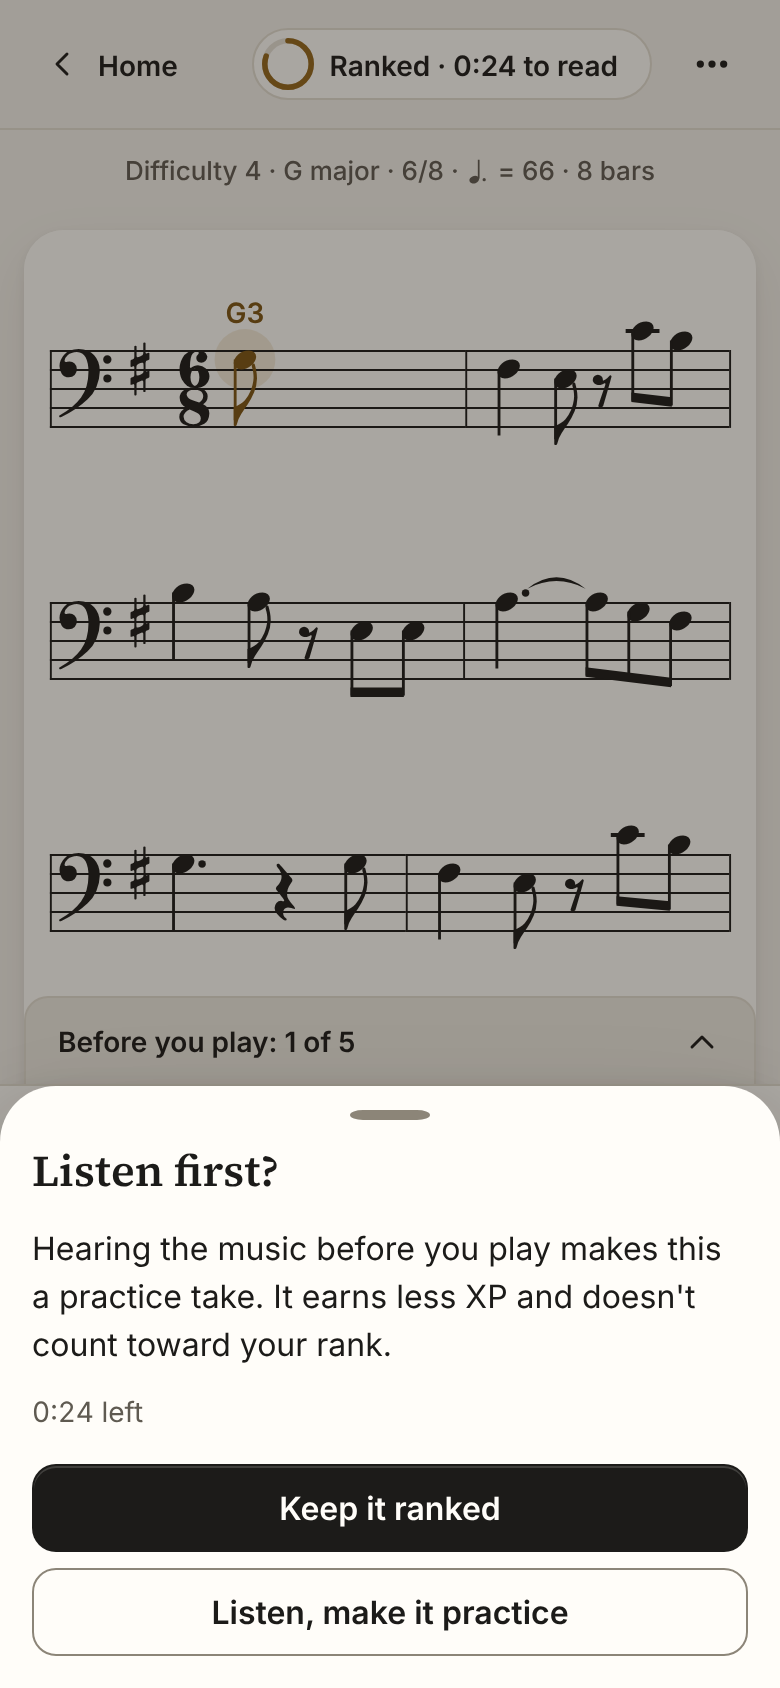 Home
Ranked · 0:24 to read
Difficulty 4 · G major · 6/8 · ♩. = 66 · 8 bars
G3
6
8
Before you play: 1 of 5
Listen first?
Hearing the music before you play makes this
a practice take. It earns less XP and doesn't
count toward your rank.
0:24 left
Keep it ranked
Listen, make it practice